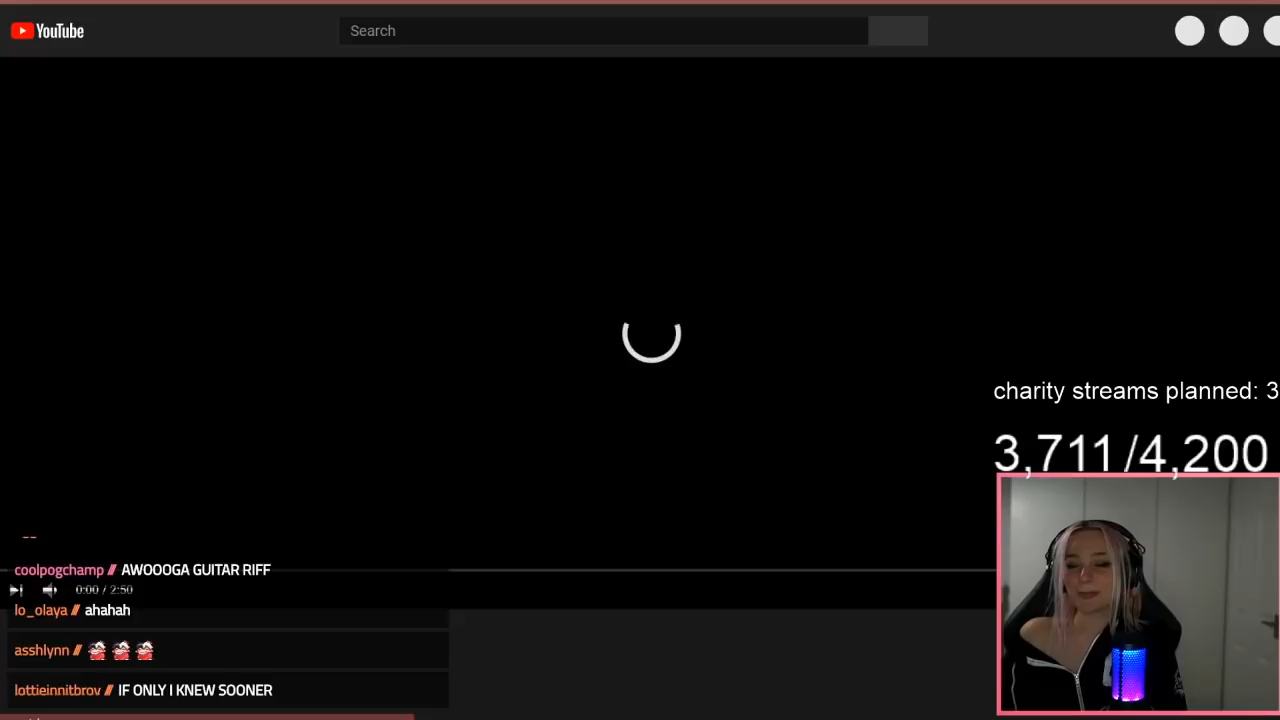 YouTube
Search
charity streams planned: 3
3,711/4,200
coolpogchamp // AWOOOGA GUITAR RIFF
0:00 / 2:50
lo_olaya // ahahah
asshlynn //
lottieinnitbrov // IF ONLY I KNEW SOONER